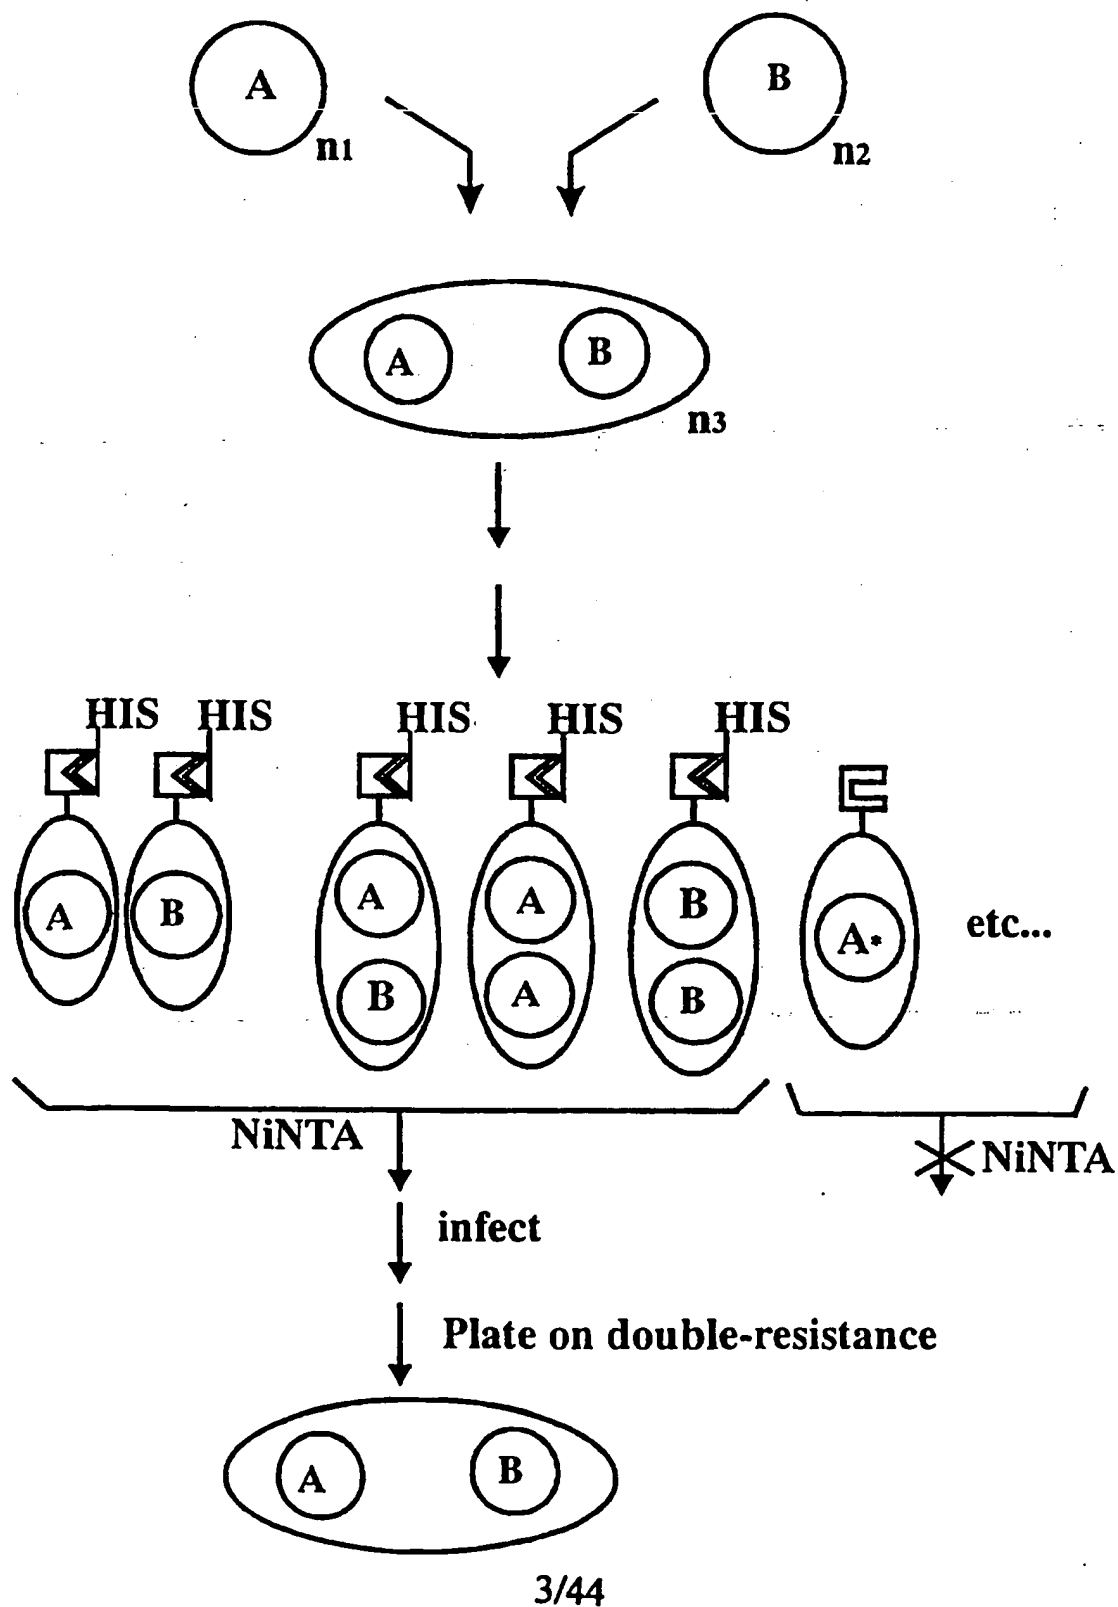 A
B
n1
n2
A
B
n3
HIS HIS HIS HIS HIS
A B A A B A* etc...
B A B
NiNTA NiNTA
infect
Plate on double-resistance
A
B
3/44